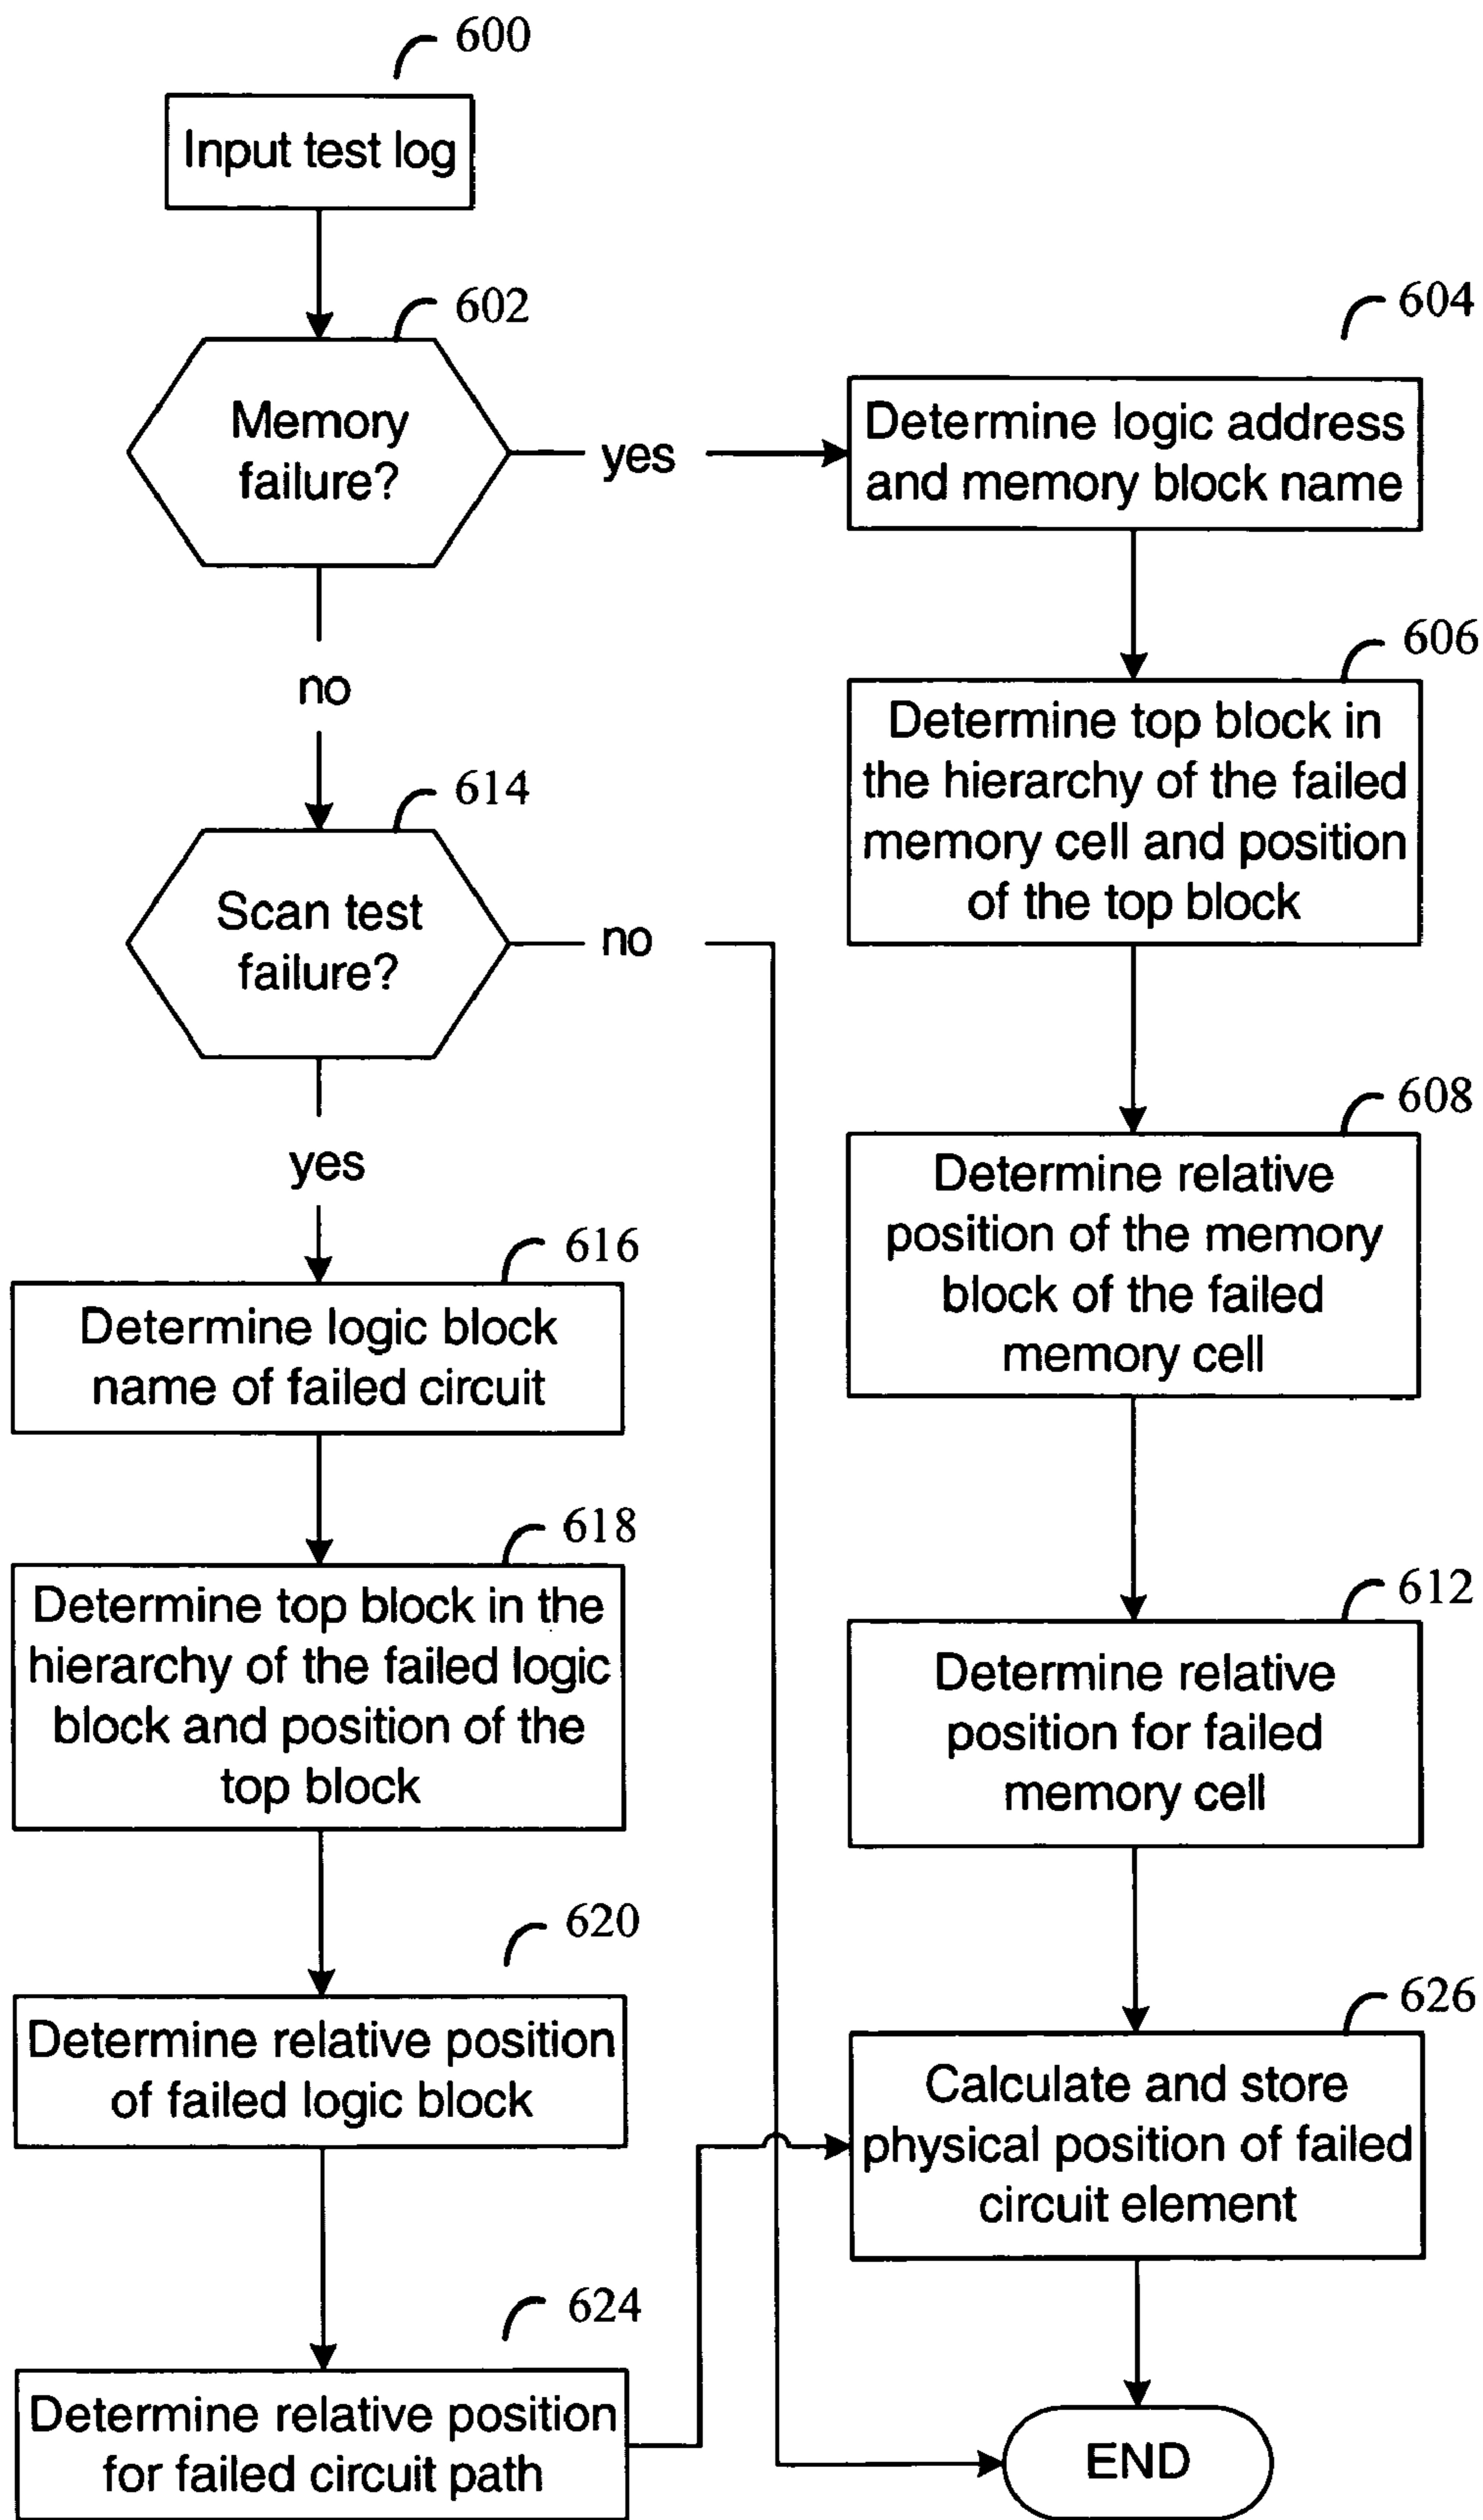 600
Input test log
602
Memory
failure?
yes
no
604
Determine logic address
and memory block name
606
Determine top block in
the hierarchy of the failed
memory cell and position
of the top block
608
Determine relative
position of the memory
block of the failed
memory cell
612
Determine relative
position for failed
memory cell
614
Scan test
failure?
no
yes
616
Determine logic block
name of failed circuit
618
Determine top block in the
hierarchy of the failed logic
block and position of the
top block
620
Determine relative position
of failed logic block
624
Determine relative position
for failed circuit path
626
Calculate and store
physical position of failed
circuit element
END